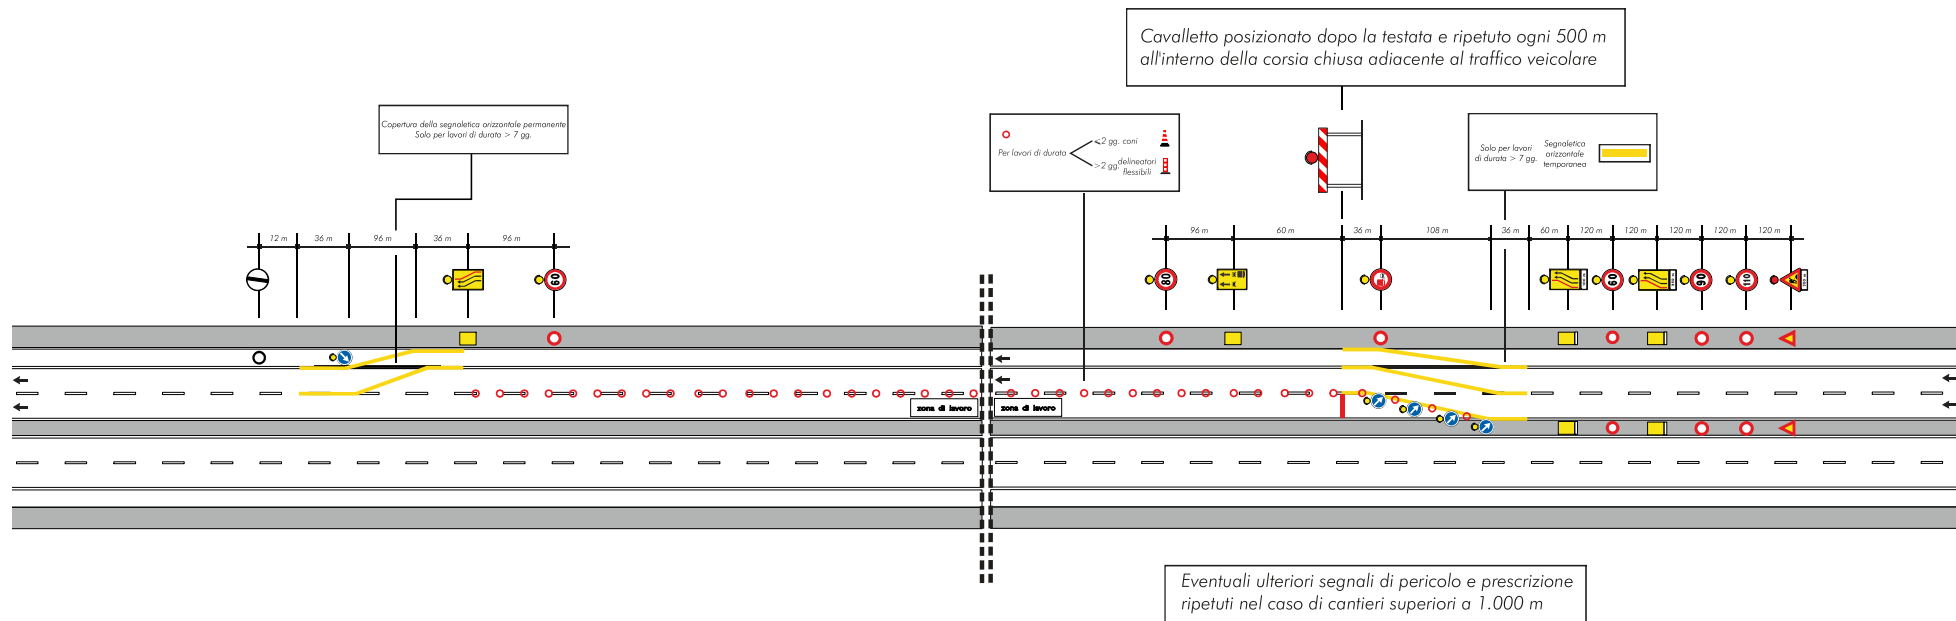 Cavalletto posizionato dopo la testata e ripetuto ogni 500 m
all'interno della corsia chiusa adiacente al traffico veicolare
Copertura della segnaletica orizzontale permanente
Solo per lavori di durato > 7 gg.
Per lavori di durata
<2 gg. coni
>2 gg. delineatori
flessibili
Solo per lavori
di durata > 7 gg.
Segnaletica
orizzontale
temporanea
12 m 36 m 96 m 36 m 96 m
96 m 60 m 36 m 108 m 36 m 60 m 120 m 120 m 120 m 120 m 120 m
60
80
60
90
110
zona di lavoro
zona di lavoro
Eventuali ulteriori segnali di pericolo e prescrizione
ripetuti nel caso di cantieri superiori a 1.000 m